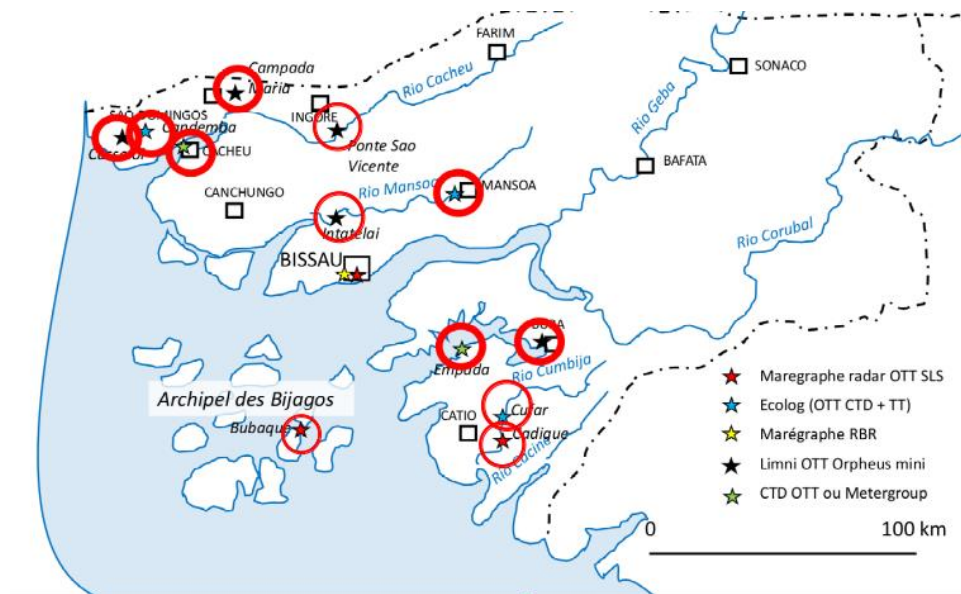 FARIM
SONACO
Campada
Maria
Rio Cacheu
Rio Geba
SAO DOMINGOS
INGORE
Candemba
Cassolol
CACHEU
Ponte Sao
Vicente
BAFATA
CANCHUNGO
Rio Mansoa
MANSOA
Intatelai
Rio Corubal
BISSAU
BUBA
Empada
Rio Cumbija
Archipel des Bijagos
Bubaque
CATIO
Cufar
Cadique
Rio Cacine
Maregraphe radar OTT SLS
Ecolog (OTT CTD + TT)
Marégraphe RBR
Limni OTT Orpheus mini
CTD OTT ou Metergroup
0
100 km